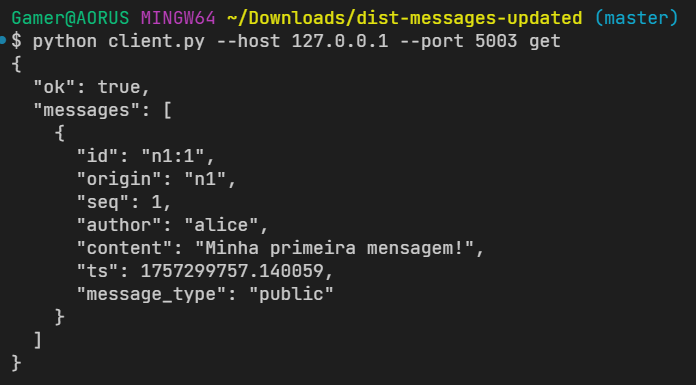 Gamer@AORUS MINGW64 ~/Downloads/dist-messages-updated (master)
$ python client.py --host 127.0.0.1 --port 5003 get
{
  "ok": true,
  "messages": [
    {
      "id": "n1:1",
      "origin": "n1",
      "seq": 1,
      "author": "alice",
      "content": "Minha primeira mensagem!",
      "ts": 1757299757.140059,
      "message_type": "public"
    }
  ]
}